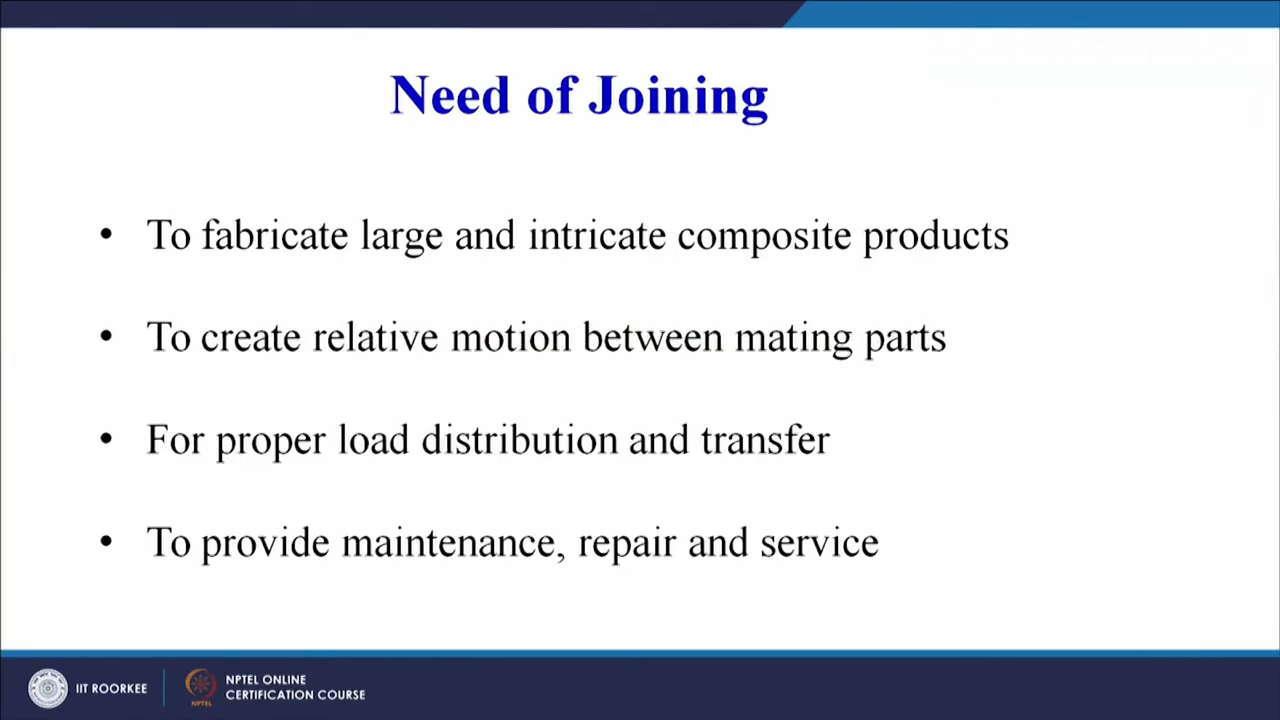 Need of Joining
• To fabricate large and intricate composite products
• To create relative motion between mating parts
• For proper load distribution and transfer
• To provide maintenance, repair and service
IIT ROORKEE
NPTEL
NPTEL ONLINE
CERTIFICATION COURSE